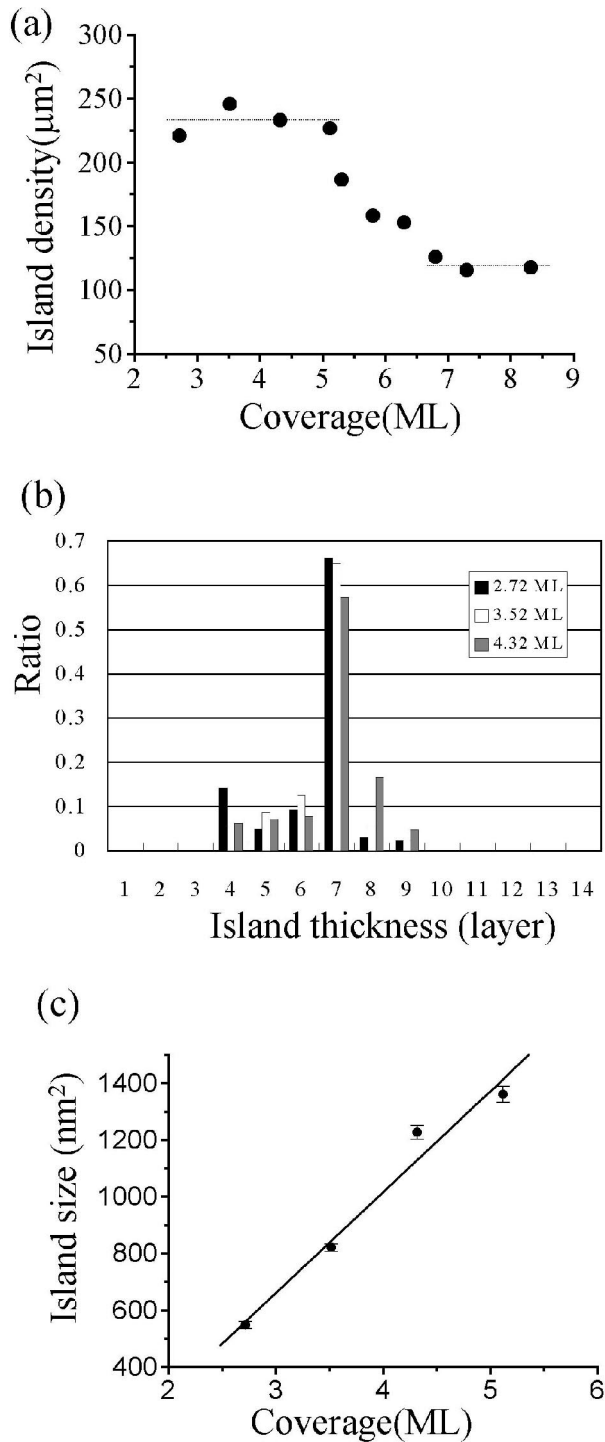 (a)
300
250
200
150
100
50
2 3 4 5 6 7 8 9
Island density(μm²)
Coverage(ML)
(b)
0.7
0.6
0.5
0.4
0.3
0.2
0.1
0
Ratio
2.72 ML
3.52 ML
4.32 ML
1 2 3 4 5 6 7 8 9 10 11 12 13 14
Island thickness (layer)
(c)
1400
1200
1000
800
600
400
Island size (nm²)
2 3 4 5 6
Coverage(ML)